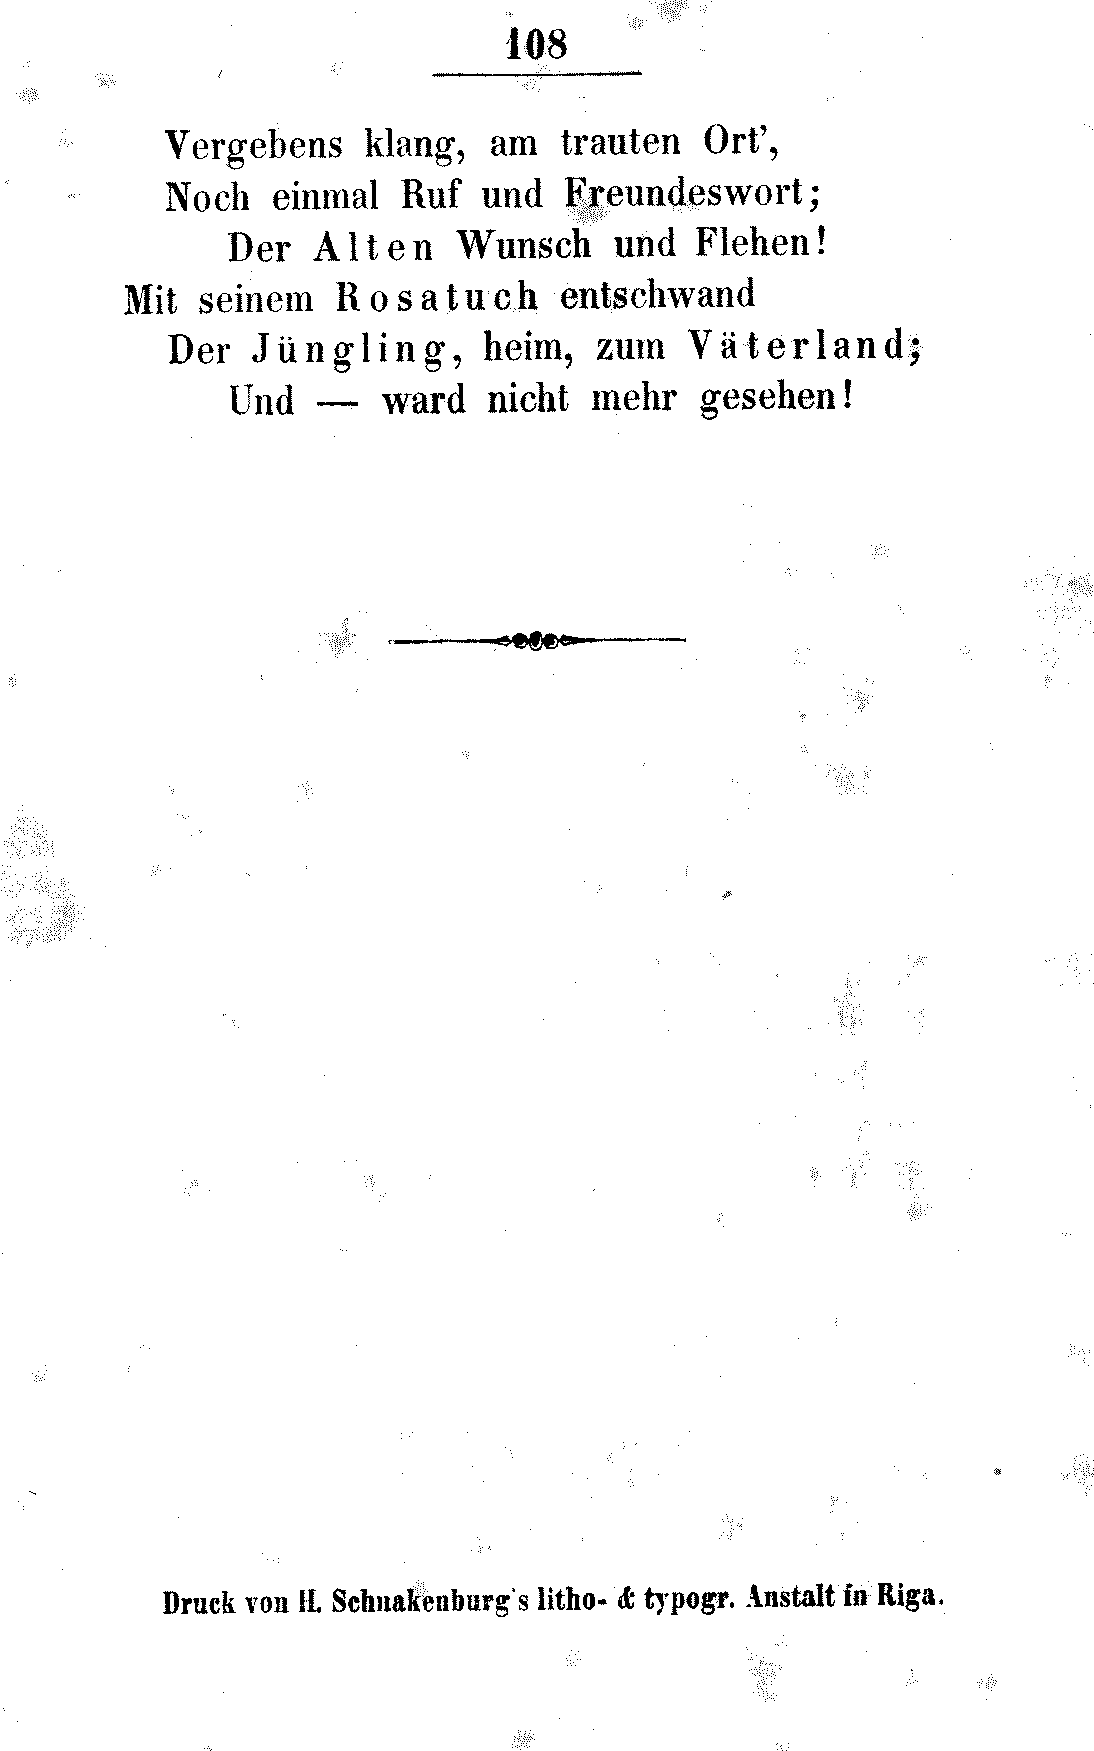 108
Vergebens klang, am trauten Ort',
Noch einmal Ruf und Freundeswort;
Der Alten Wunsch und Flehen!
Mit seinem Rosatuch entschwand
Der Jüngling, heim, zum Väterland;
Und — ward nicht mehr gesehen!
Druck von H. Schnakenburg's litho- & typogr. Anstalt in Riga.